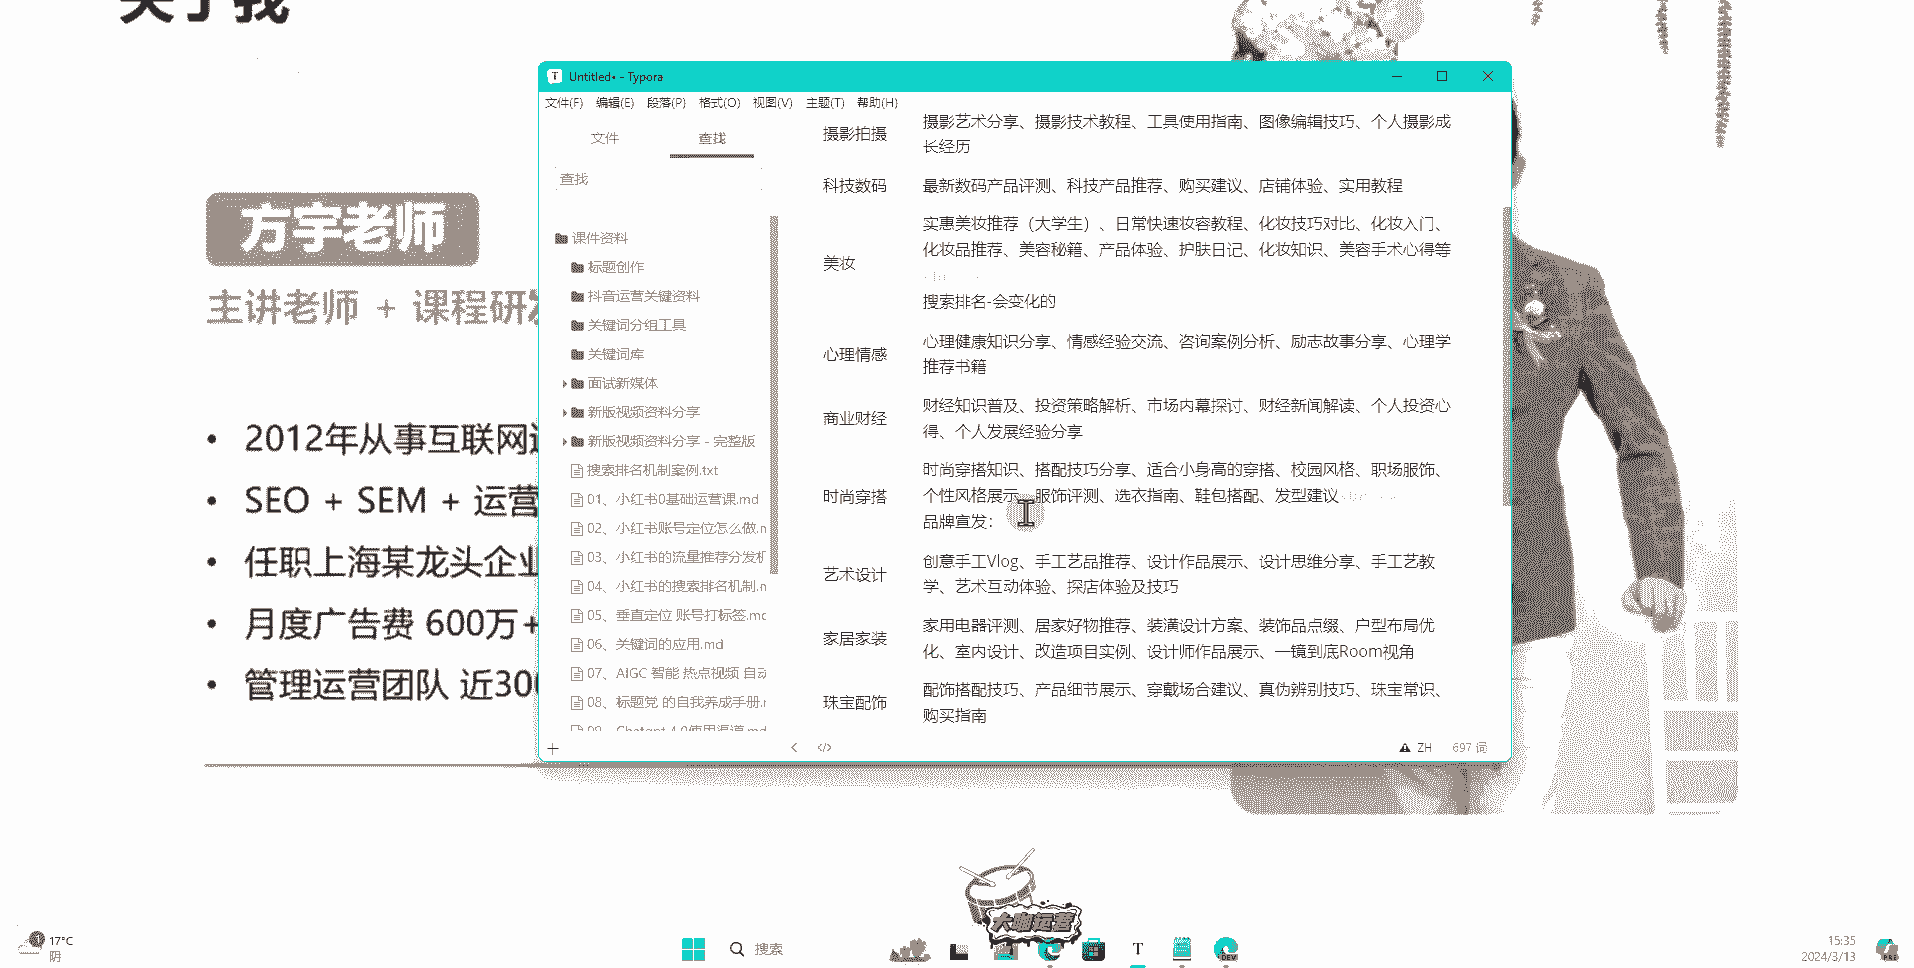 关于我
方宇老师
主讲老师 + 课程研发
2012年从事互联网
SEO + SEM + 运营
任职上海某龙头企业
月度广告费 600万+
管理运营团队 近300
Untitled• - Typora
文件(F) 编辑(E) 段落(P) 格式(O) 视图(V) 主题(T) 帮助(H)
文件 查找
查找
课件资料
标题创作
抖音运营关键资料
关键词分组工具
关键词库
面试新媒体
新版视频资料分享
新版视频资料分享 - 完整版
搜索排名机制案例.txt
01、小红书0基础运营课.md
02、小红书账号定位怎么做.m
03、小红书的流量推荐分发机
04、小红书的搜索排名机制.m
05、垂直定位 账号打标签.md
06、关键词的应用.md
07、AIGC 智能 热点视频 自动
08、标题党 的自我养成手册.m
09、Chatgpt 4.0使用渠道.md
摄影拍摄
摄影艺术分享、摄影技术教程、工具使用指南、图像编辑技巧、个人摄影成
长经历
科技数码
最新数码产品评测、科技产品推荐、购买建议、店铺体验、实用教程
美妆
实惠美妆推荐（大学生）、日常快速妆容教程、化妆技巧对比、化妆入门、
化妆品推荐、美容秘籍、产品体验、护肤日记、化妆知识、美容手术心得等
搜索排名-会变化的
心理情感
心理健康知识分享、情感经验交流、咨询案例分析、励志故事分享、心理学
推荐书籍
商业财经
财经知识普及、投资策略解析、市场内幕探讨、财经新闻解读、个人投资心
得、个人发展经验分享
时尚穿搭
时尚穿搭知识、搭配技巧分享、适合小身高的穿搭、校园风格、职场服饰、
个性风格展示、服饰评测、选衣指南、鞋包搭配、发型建议
品牌宣发：
艺术设计
创意手工Vlog、手工艺品推荐、设计作品展示、设计思维分享、手工艺教
学、艺术互动体验、探店体验及技巧
家居家装
家用电器评测、居家好物推荐、装潢设计方案、装饰品点缀、户型布局优
化、室内设计、改造项目实例、设计师作品展示、一镜到底Room视角
珠宝配饰
配饰搭配技巧、产品细节展示、穿戴场合建议、真伪辨别技巧、珠宝常识、
购买指南
ZH 697 词
大咖运营
17°C
阴
搜索
T
DEV
15:35
2024/3/13
PRE